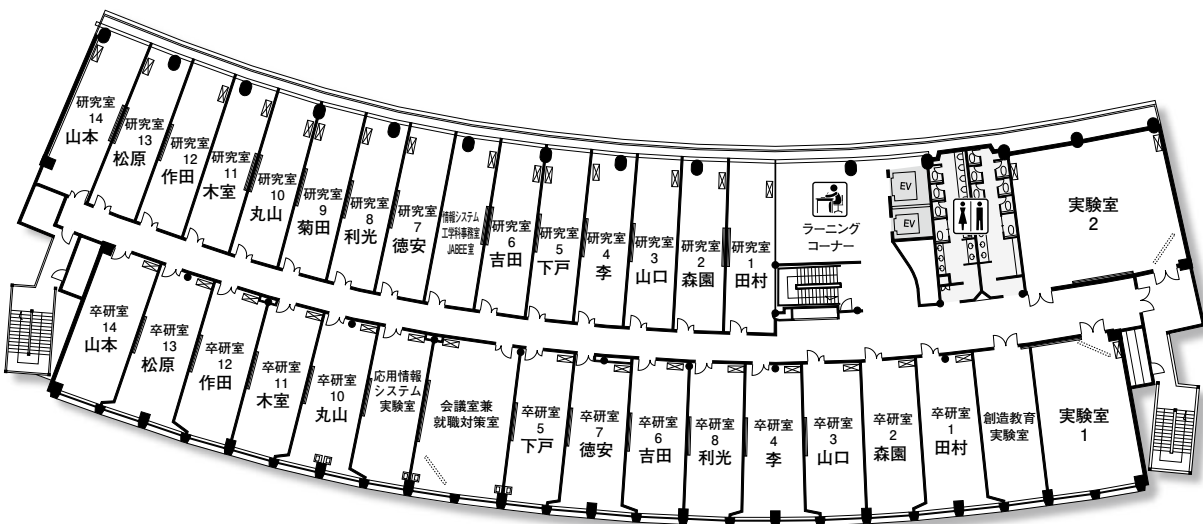 研究室
14
山本
研究室
13
松原
研究室
12
作田
研究室
11
木室
研究室
10
丸山
研究室
9
菊田
研究室
8
利光
研究室
7
徳安
情報システム
工学科事務室
JABEE室
研究室
6
吉田
研究室
5
下戸
研究室
4
李
研究室
3
山口
研究室
2
森園
研究室
1
田村
ラーニング
コーナー
EV
EV
実験室
2
卒研室
14
山本
卒研室
13
松原
卒研室
12
作田
卒研室
11
木室
卒研室
10
丸山
応用情報
システム
実験室
会議室兼
就職対策室
卒研室
5
下戸
卒研室
7
徳安
卒研室
6
吉田
卒研室
8
利光
卒研室
4
李
卒研室
3
山口
卒研室
2
森園
卒研室
1
田村
創造教育
実験室
実験室
1